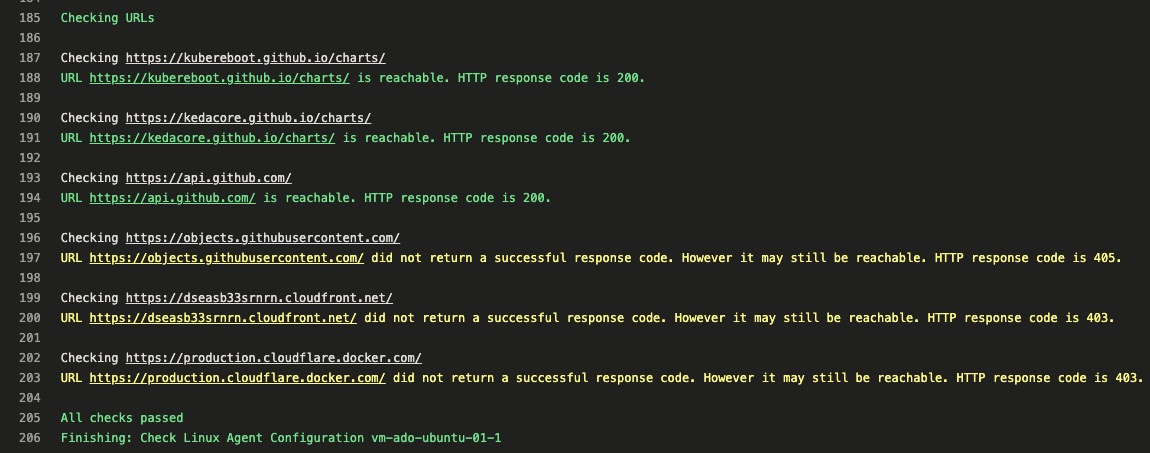 185 Checking URLs
186
187 Checking https://kubereboot.github.io/charts/
188 URL https://kubereboot.github.io/charts/ is reachable. HTTP response code is 200.
189
190 Checking https://kedacore.github.io/charts/
191 URL https://kedacore.github.io/charts/ is reachable. HTTP response code is 200.
192
193 Checking https://api.github.com/
194 URL https://api.github.com/ is reachable. HTTP response code is 200.
195
196 Checking https://objects.githubusercontent.com/
197 URL https://objects.githubusercontent.com/ did not return a successful response code. However it may still be reachable. HTTP response code is 405.
198
199 Checking https://dseasb33srnrn.cloudfront.net/
200 URL https://dseasb33srnrn.cloudfront.net/ did not return a successful response code. However it may still be reachable. HTTP response code is 403.
201
202 Checking https://production.cloudflare.docker.com/
203 URL https://production.cloudflare.docker.com/ did not return a successful response code. However it may still be reachable. HTTP response code is 403.
204
205 All checks passed
206 Finishing: Check Linux Agent Configuration vm-ado-ubuntu-01-1